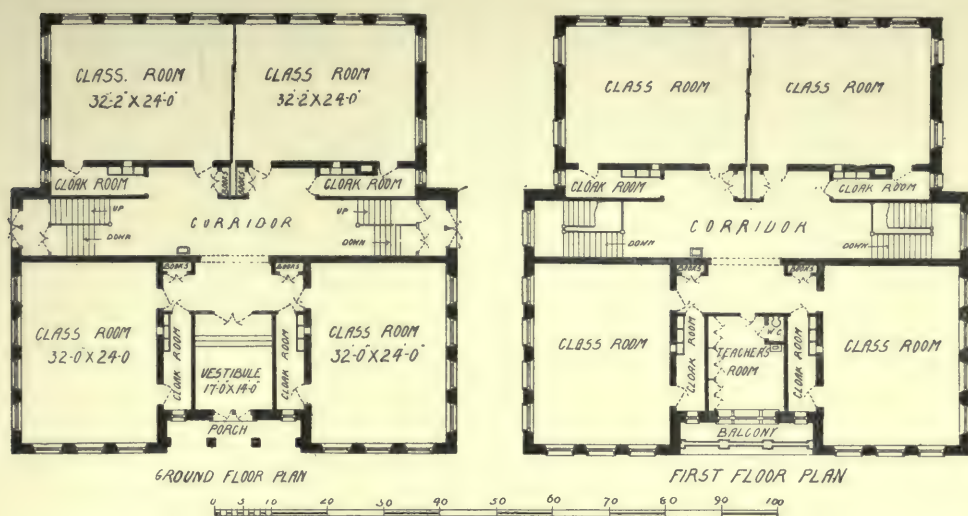 CLASS. ROOM
32'-2" X 24'-0"
CLASS ROOM
32'-2 X 24'-0"
CLOAK ROOM
BOOKS
BOOKS
CLOAK ROOM
UP
DOWN
CORRIDOR
UP
DOWN
BOOKS
BOOKS
CLASS ROOM
32'-0" X 24'-0
CLOAK ROOM
VESTIBULE
17'-0" X 14'-0"
CLOAK ROOM
CLASS ROOM
32'-0" X 24'-0"
PORCH
GROUND FLOOR PLAN
CLASS ROOM
CLASS ROOM
CLOAK ROOM
CLOAK ROOM
DOWN
CORRIDOR
DOWN
BOOKS
BOOKS
CLASS ROOM
CLOAK ROOM
W C
TEACHERS
ROOM
CLOAK ROOM
CLASS ROOM
BALCONY
FIRST FLOOR PLAN
0 5 10 20 30 40 50 60 70 80 90 100